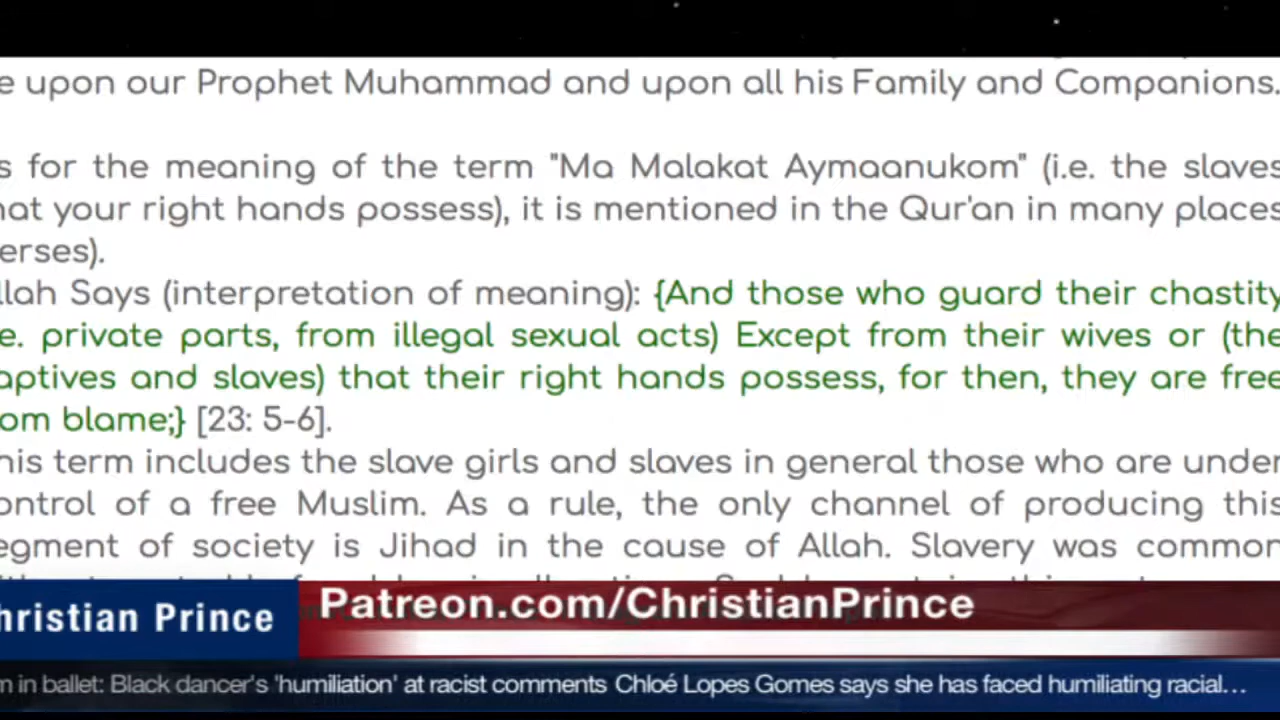 e upon our Prophet Muhammad and upon all his Family and Companions.
s for the meaning of the term "Ma Malakat Aymaanukom" (i.e. the slaves
hat your right hands possess), it is mentioned in the Qur'an in many places
erses).
llah Says (interpretation of meaning): {And those who guard their chastity
e. private parts, from illegal sexual acts) Except from their wives or (the
aptives and slaves) that their right hands possess, for then, they are free
om blame;} [23: 5-6].
his term includes the slave girls and slaves in general those who are under
ontrol of a free Muslim. As a rule, the only channel of producing this
egment of society is Jihad in the cause of Allah. Slavery was common
hristian Prince
Patreon.com/ChristianPrince
m in ballet: Black dancer's 'humiliation' at racist comments Chloé Lopes Gomes says she has faced humiliating racial...